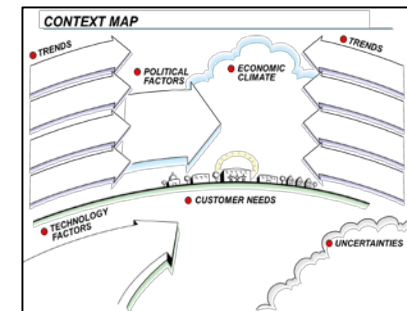 CONTEXT MAP
TRENDS
TRENDS
POLITICAL
FACTORS
ECONOMIC
CLIMATE
CUSTOMER NEEDS
TECHNOLOGY
FACTORS
UNCERTAINTIES